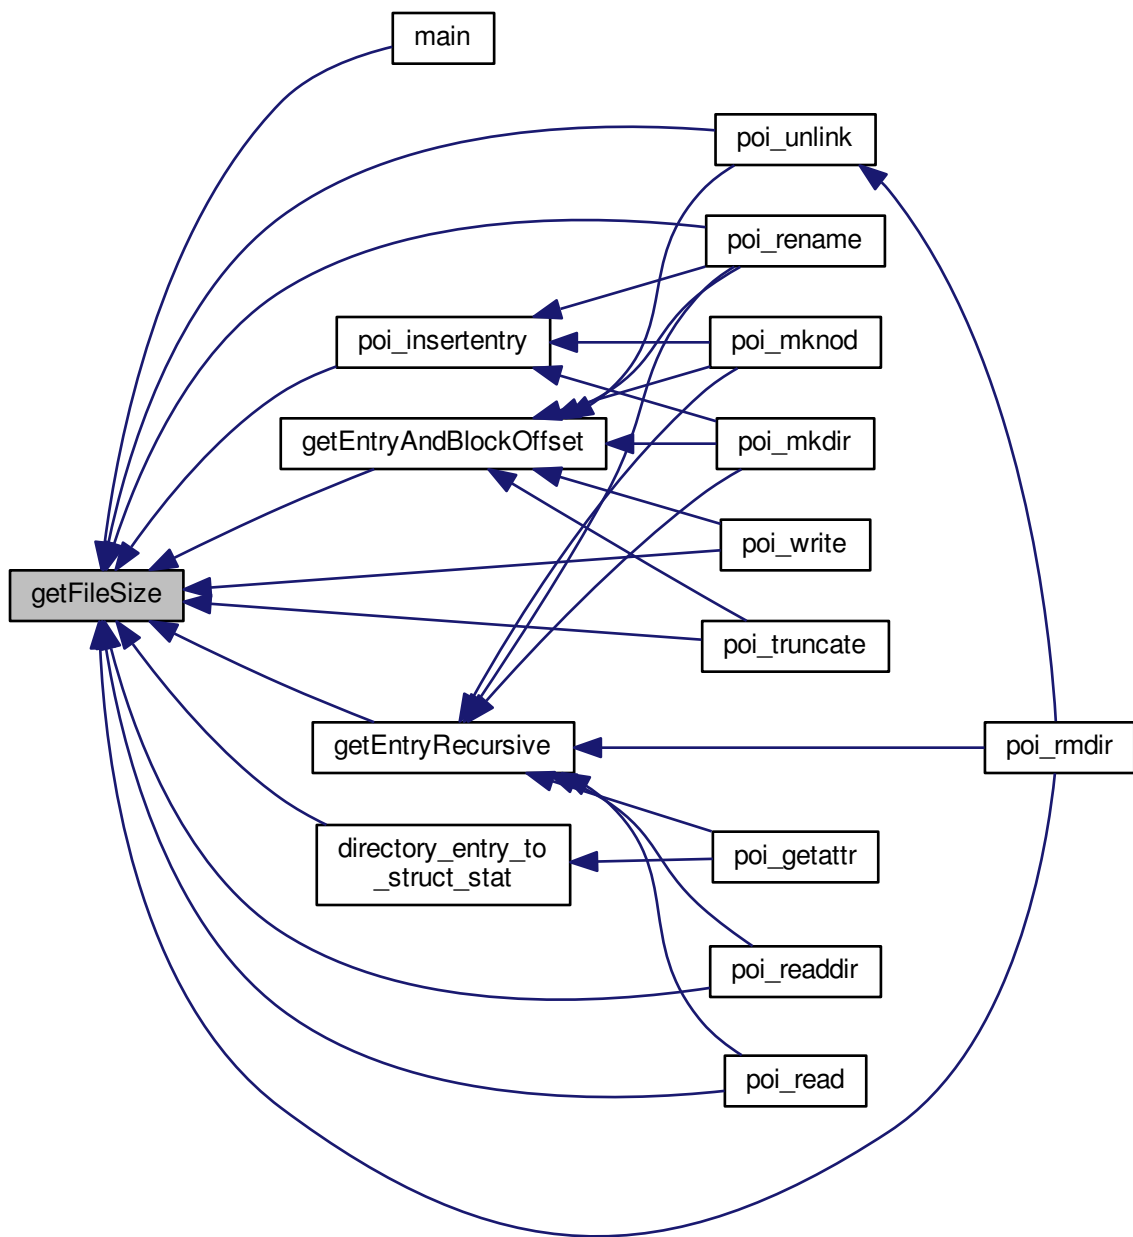 main
poi_unlink
poi_rename
poi_insertentry
poi_mknod
getEntryAndBlockOffset
poi_mkdir
poi_write
getFileSize
poi_truncate
getEntryRecursive
poi_rmdir
directory_entry_to
_struct_stat
poi_getattr
poi_readdir
poi_read